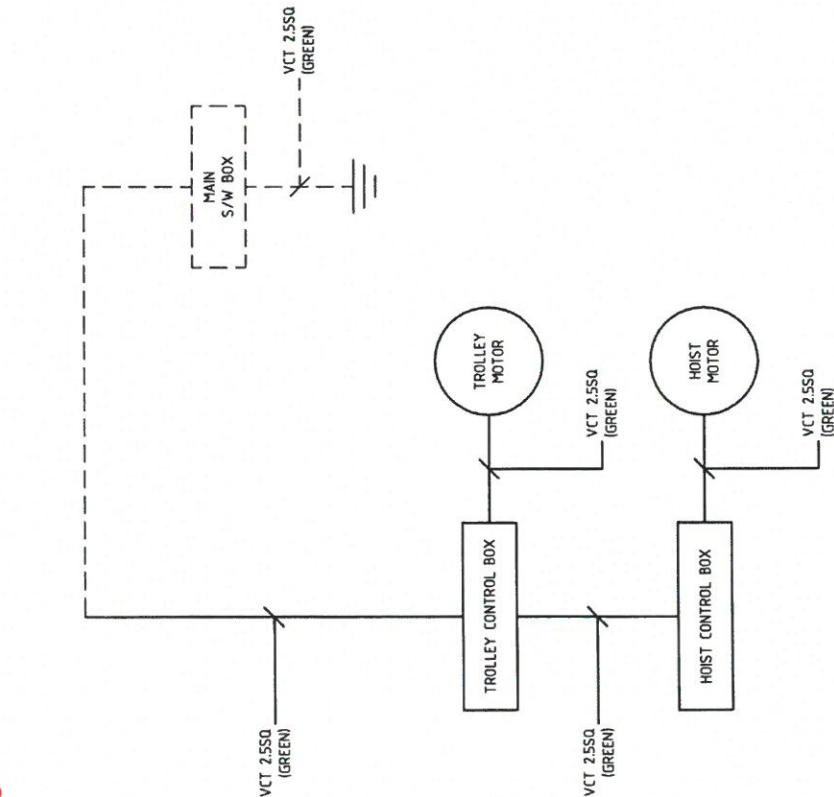 VCT 2.5SQ
(GREEN)
MAIN
S/W BOX
TROLLEY
MOTOR
HOIST
MOTOR
VCT 2.5SQ
(GREEN)
VCT 2.5SQ
(GREEN)
TROLLEY CONTROL BOX
HOIST CONTROL BOX
VCT 2.5SQ
(GREEN)
VCT 2.5SQ
(GREEN)